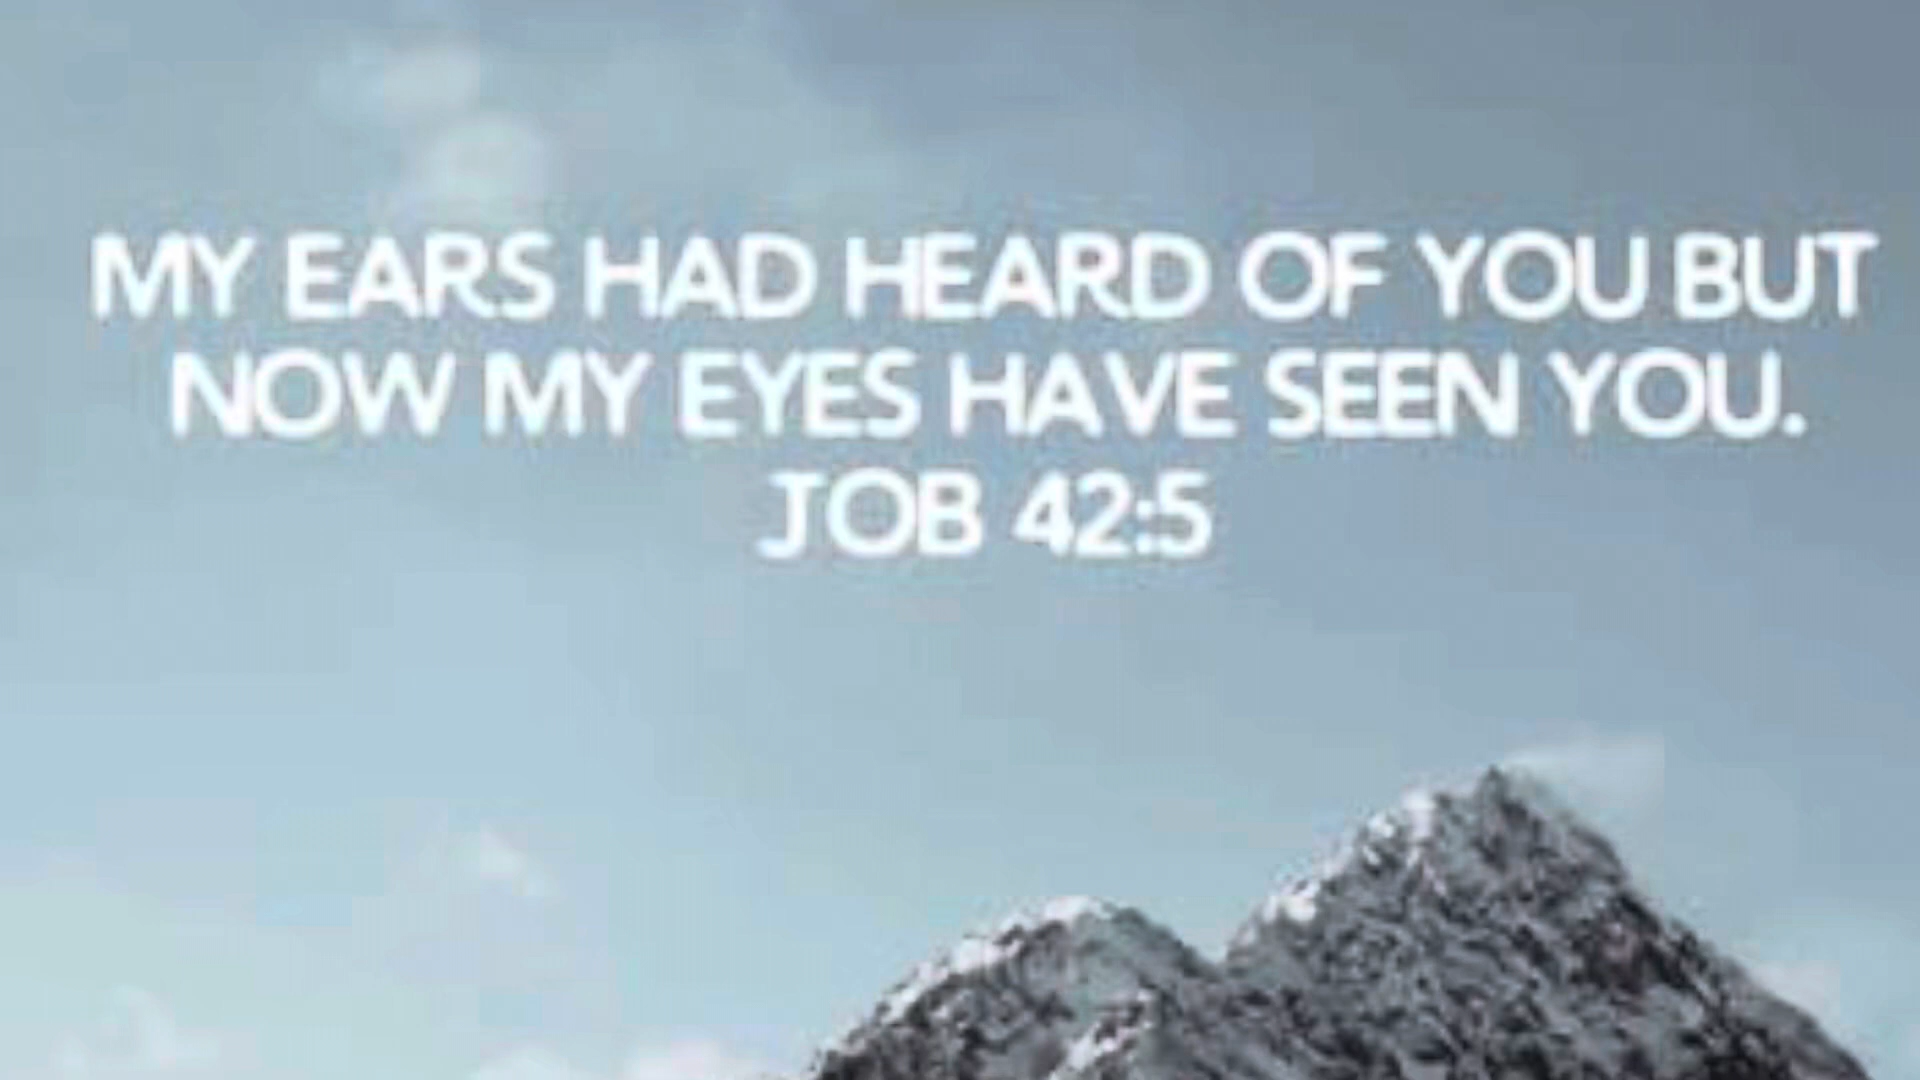 MY EARS HAD HEARD OF YOU BUT
NOW MY EYES HAVE SEEN YOU.
JOB 42:5